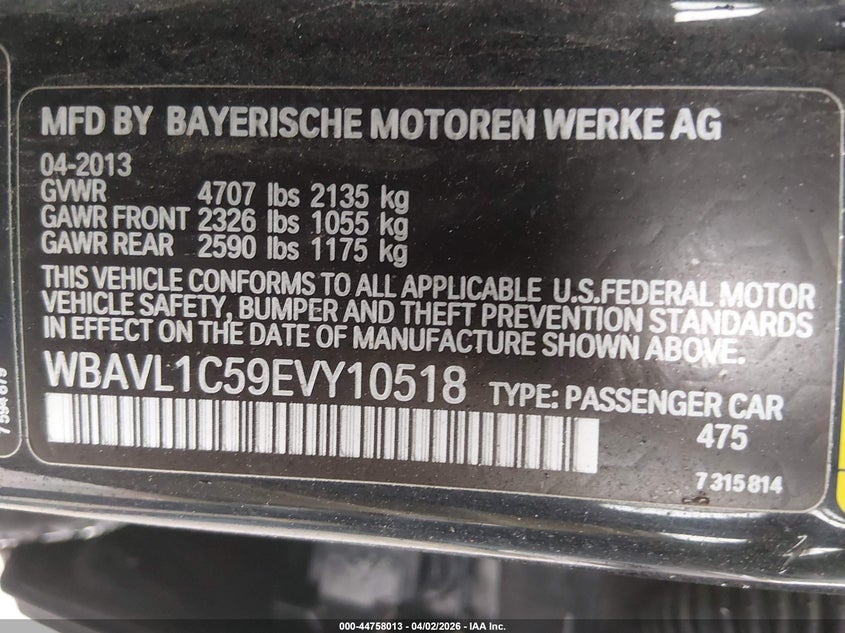 MFD BY BAYERISCHE MOTOREN WERKE AG
04-2013
GVWR 4707 lbs 2135 kg
GAWR FRONT 2326 lbs 1055 kg
GAWR REAR 2590 lbs 1175 kg
THIS VEHICLE CONFORMS TO ALL APPLICABLE U.S.FEDERAL MOTOR
VEHICLE SAFETY, BUMPER AND THEFT PREVENTION STANDARDS
IN EFFECT ON THE DATE OF MANUFACTURE SHOWN ABOVE.
WBAVL1C59EVY10518 TYPE: PASSENGER CAR
475
7 315 814
000-44758013 - 04/02/2026 - IAA Inc.